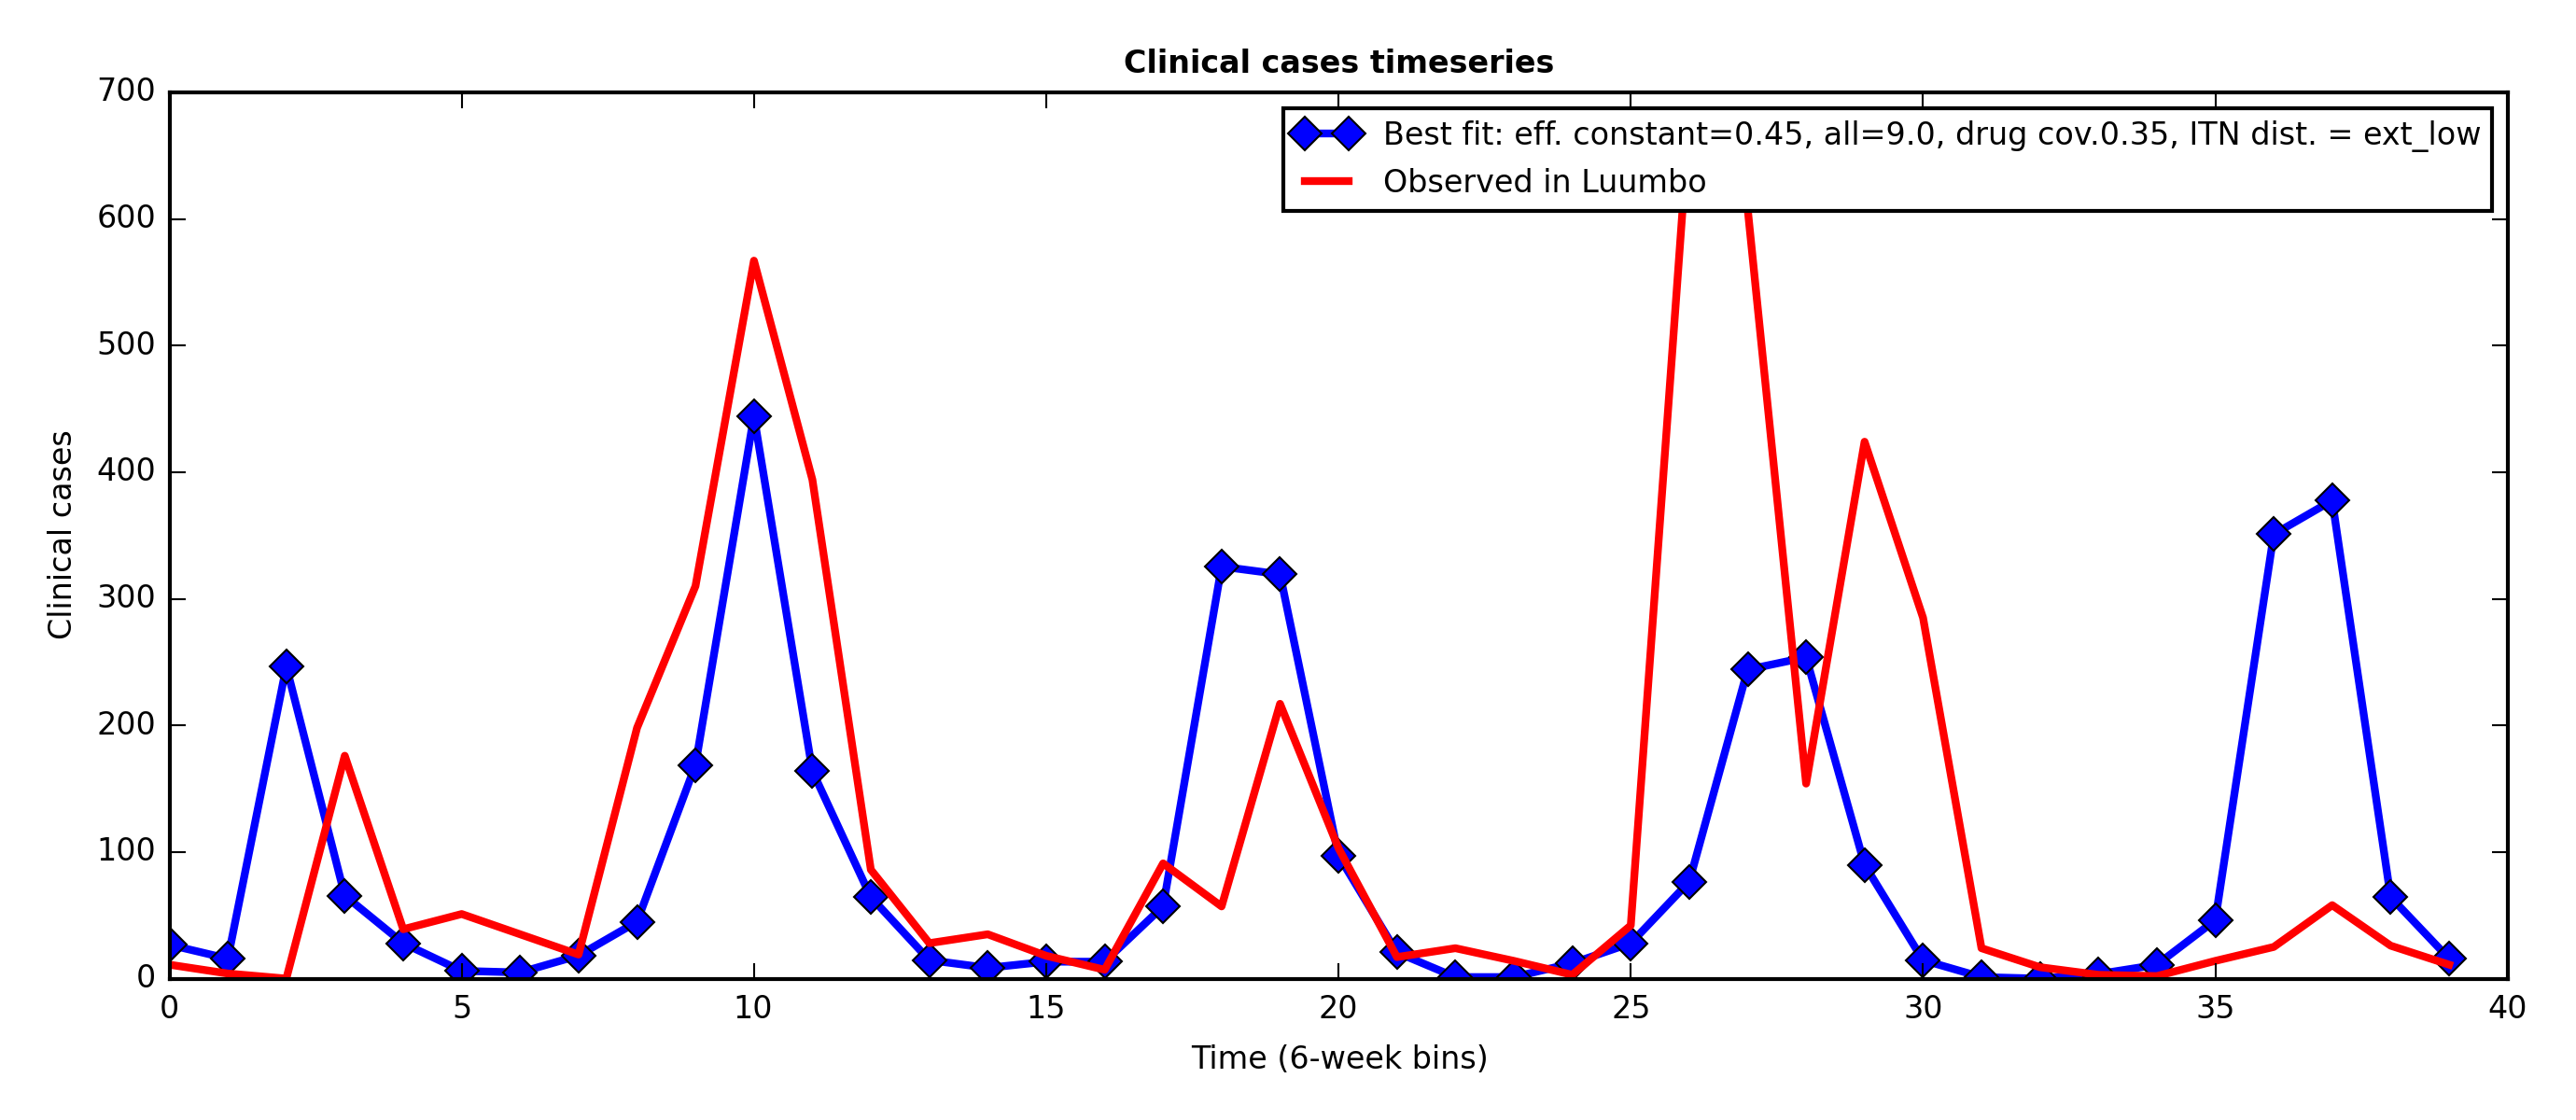 Clinical cases timeseries
700
600
500
400
300
200
100
0
Clinical cases
Best fit: eff. constant=0.45, all=9.0, drug cov.0.35, ITN dist. = ext_low
Observed in Luumbo
0 5 10 15 20 25 30 35 40
Time (6-week bins)